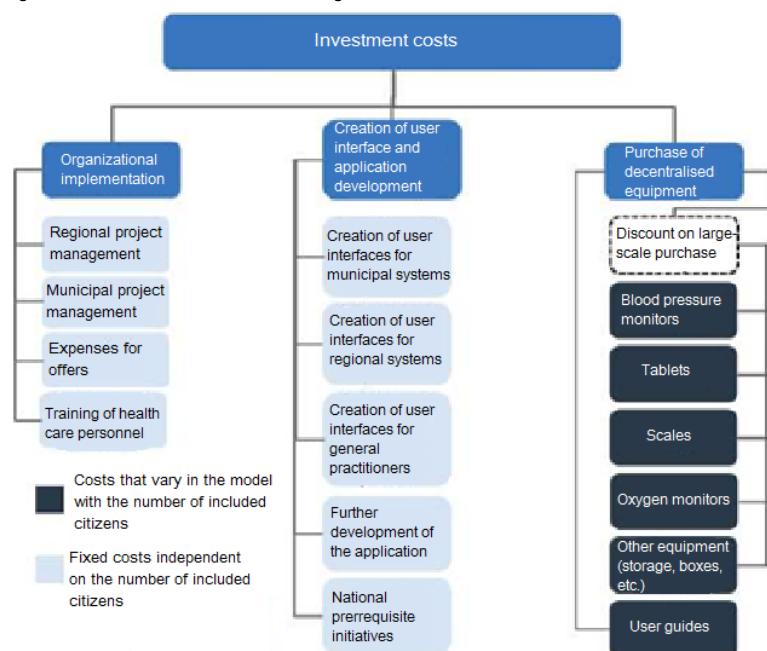 Investment costs
Organizational
implementation
Regional project
management
Municipal project
management
Expenses for
offers
Training of health
care personnel
Costs that vary in the model
with the number of included
citizens
Fixed costs independent
on the number of included
citizens
Creation of user
interface and
application
development
Creation of user
interfaces for
municipal systems
Creation of user
interfaces for
regional systems
Creation of user
interfaces for
general
practitioners
Further
development of
the application
National
prerrequisite
initiatives
Purchase of
decentralised
equipment
Discount on large-
scale purchase
Blood pressure
monitors
Tablets
Scales
Oxygen monitors
Other equipment
(storage, boxes,
etc.)
User guides